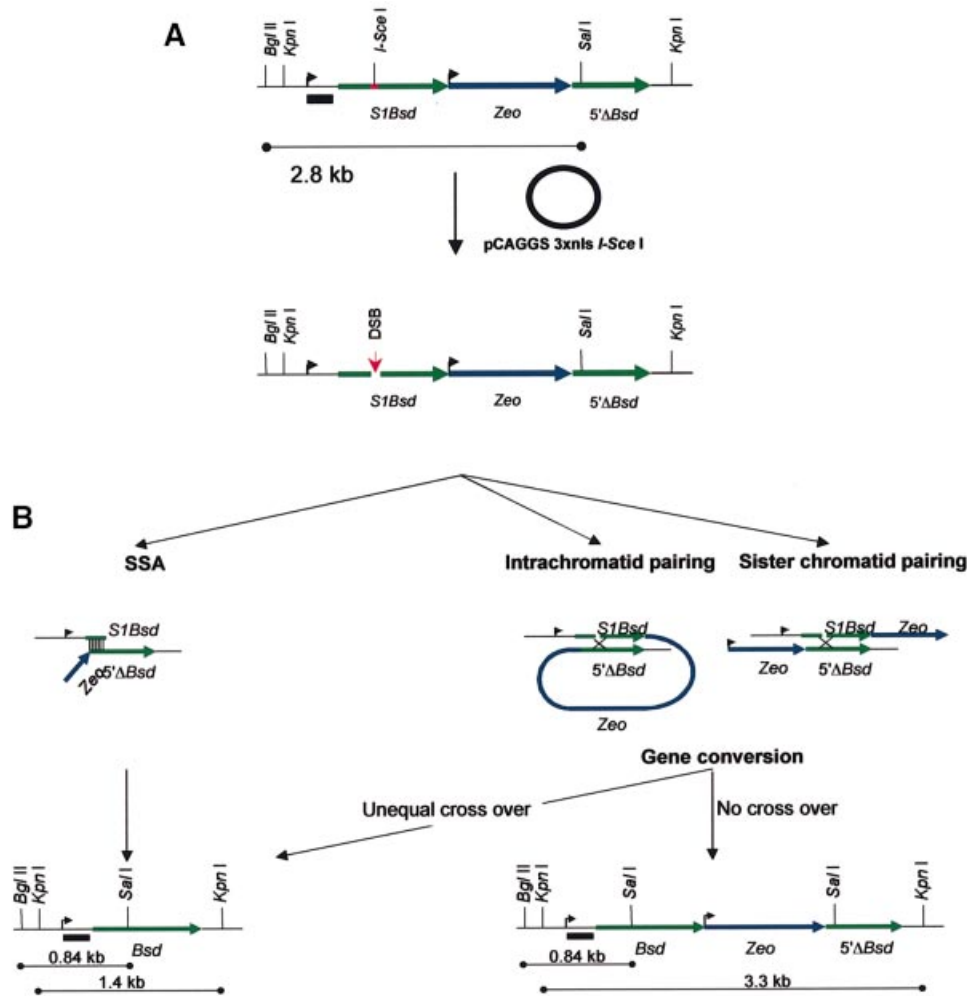 A
Bgl II
Kpn I
I-Sce I
Sal I
Kpn I
S1Bsd
Zeo
5'ΔBsd
2.8 kb
pCAGGS 3xnls I-Sce I
Bgl II
Kpn I
DSB
Sal I
Kpn I
S1Bsd
Zeo
5'ΔBsd
B
SSA
Intrachromatid pairing
Sister chromatid pairing
S1Bsd
Zeo
5'ΔBsd
S1Bsd
5'ΔBsd
Zeo
S1Bsd
Zeo
Zeo
5'ΔBsd
Gene conversion
Unequal cross over
No cross over
Bgl II
Kpn I
Sal I
Kpn I
Bsd
0.84 kb
1.4 kb
Bgl II
Kpn I
Sal I
Sal I
Kpn I
Bsd
Zeo
5'ΔBsd
0.84 kb
3.3 kb